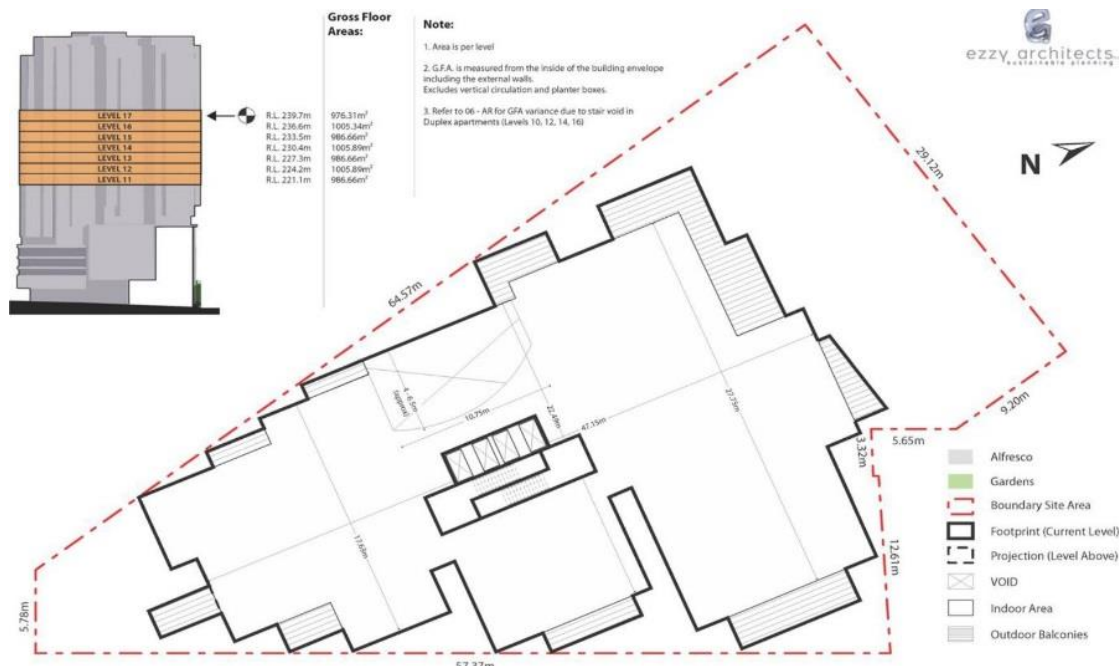 Gross Floor
Areas:
Note:
1. Area is per level
2. G.F.A. is measured from the inside of the building envelope
including the external walls.
Excludes vertical circulation and planter boxes.
3. Refer to 06 - AR for GFA variance due to stair void in
Duplex apartments (Levels 10, 12, 14, 16)
ezzy architects
sustainable planning
LEVEL 17
LEVEL 16
LEVEL 15
LEVEL 14
LEVEL 13
LEVEL 12
LEVEL 11
R.L. 239.7m 976.31m²
R.L. 236.6m 1005.34m²
R.L. 233.5m 986.66m²
R.L. 230.4m 1005.89m²
R.L. 227.3m 986.66m²
R.L. 224.2m 1005.89m²
R.L. 221.1m 986.66m²
N
29.12m
64.57m
4 - 6.5m
(approx)
10.75m
22.49m
47.15m
27.75m
17.69m
9.20m
5.65m
3.32m
12.61m
5.78m
57.37m
Alfresco
Gardens
Boundary Site Area
Footprint (Current Level)
Projection (Level Above)
VOID
Indoor Area
Outdoor Balconies